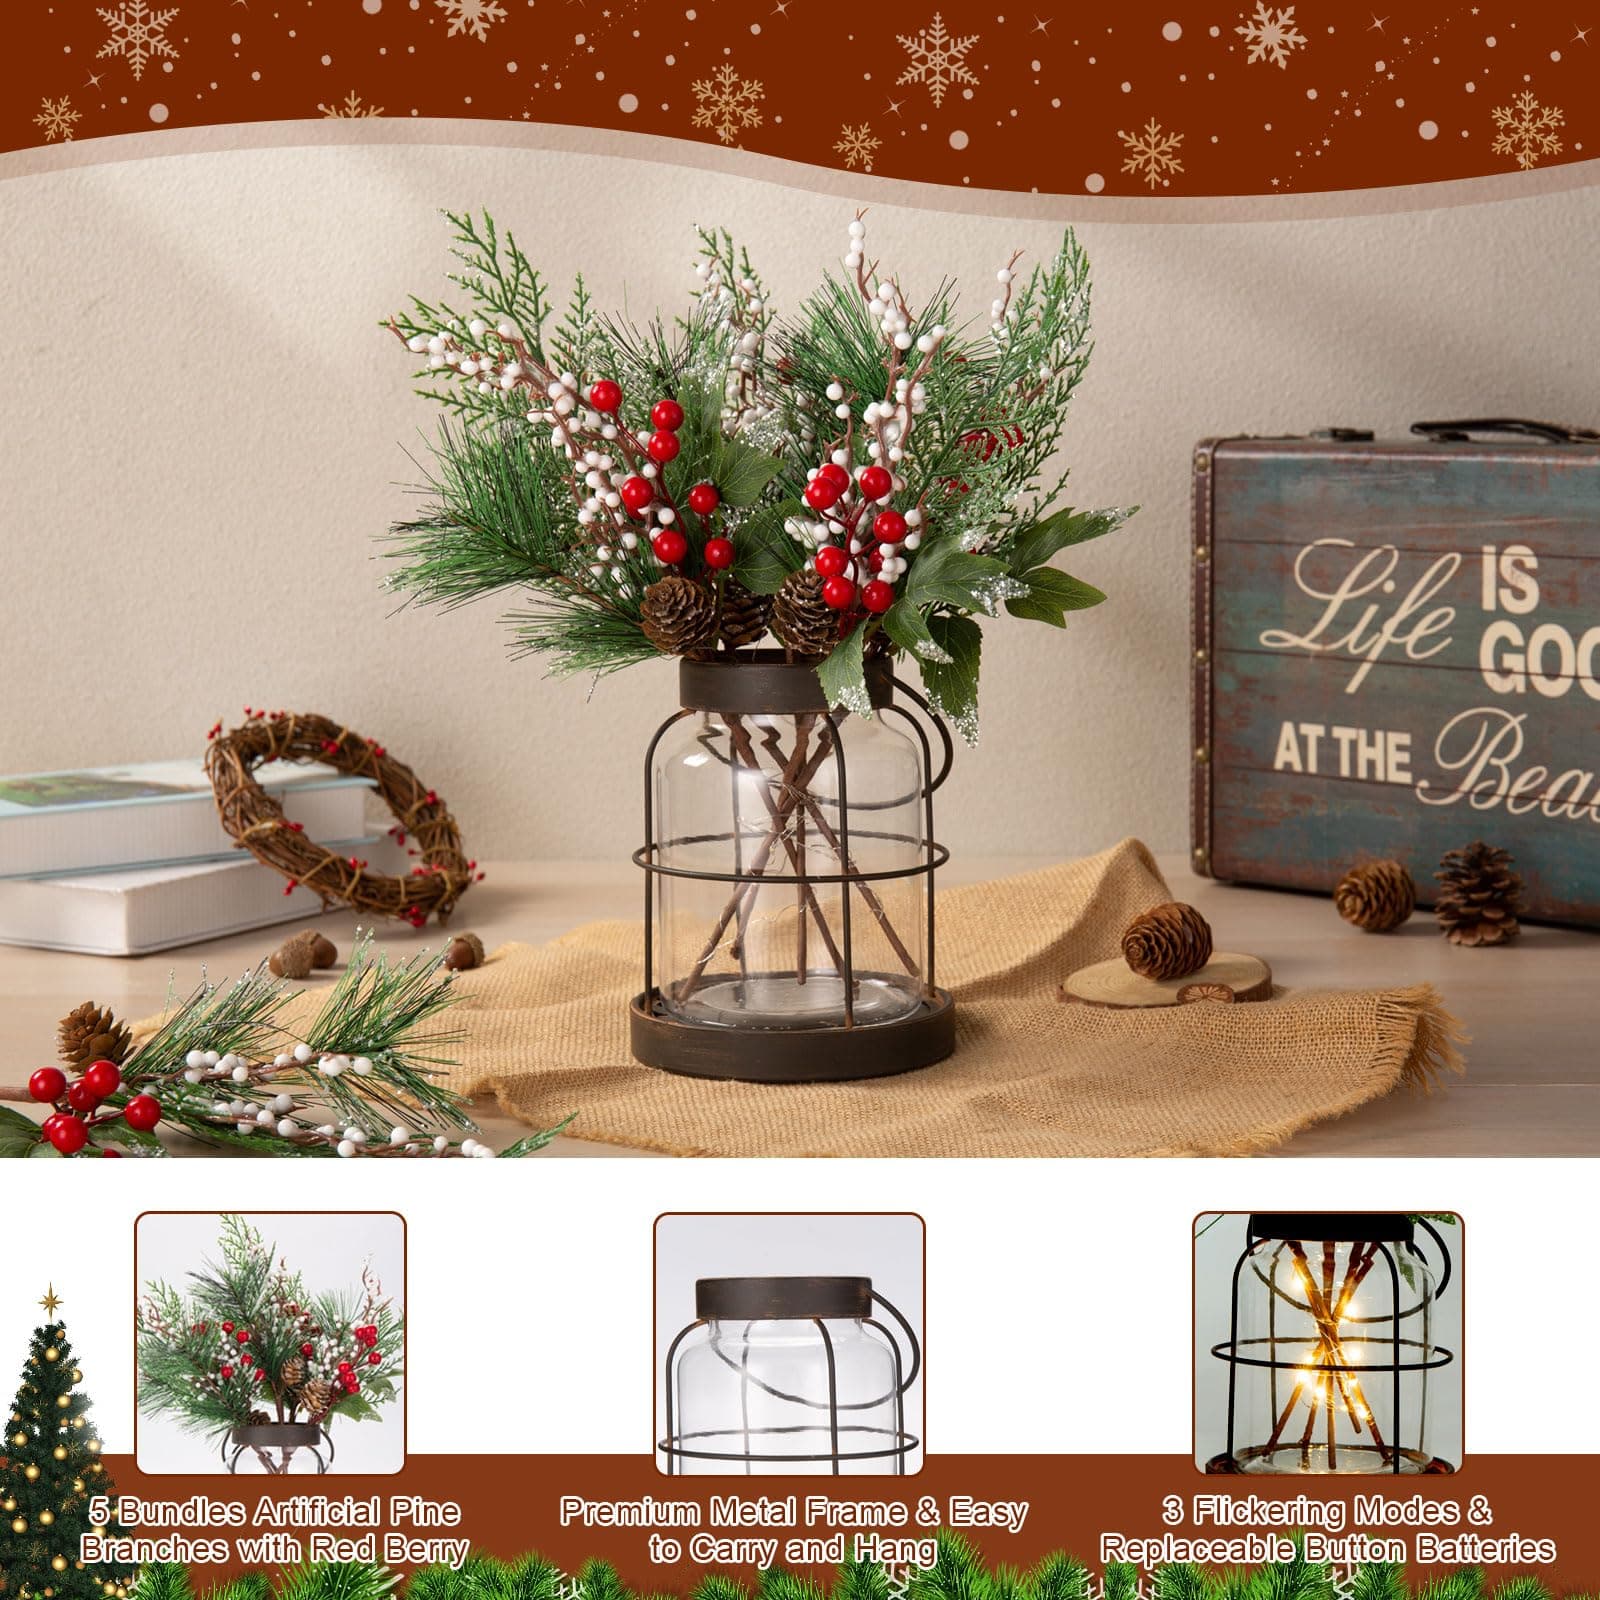 Life IS
GOO
AT THE Beac
5 Bundles Artificial Pine
Branches with Red Berry
Premium Metal Frame & Easy
to Carry and Hang
3 Flickering Modes &
Replaceable Button Batteries